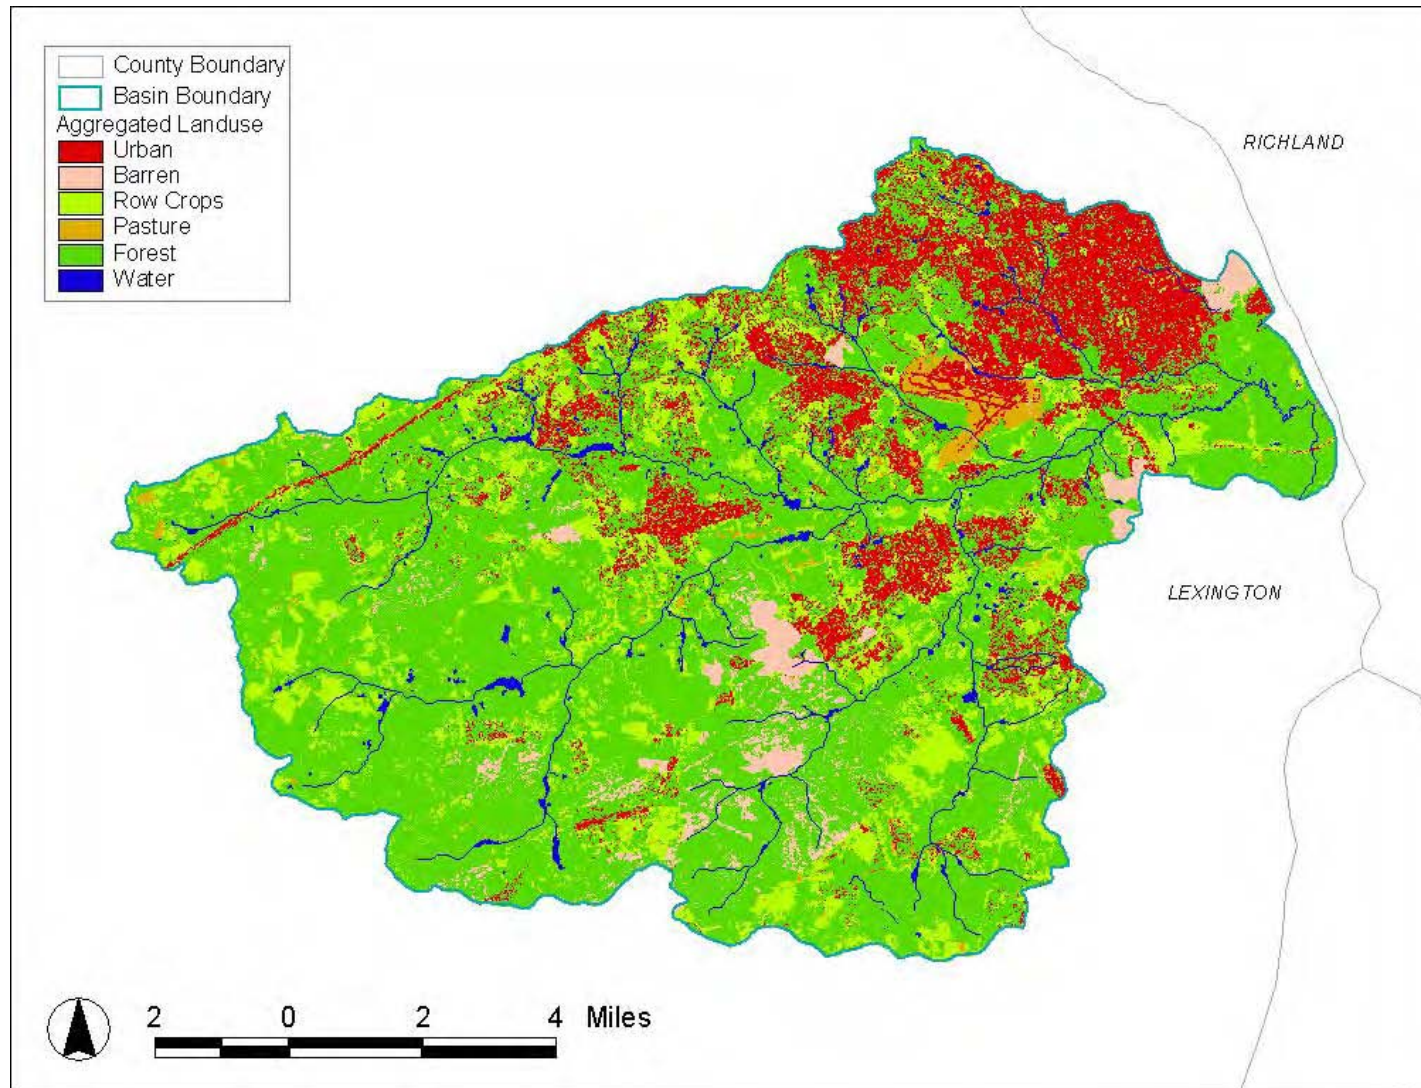 County Boundary
Basin Boundary
Aggregated Landuse
Urban
Barren
Row Crops
Pasture
Forest
Water
RICHLAND
LEXINGTON
2 0 2 4 Miles